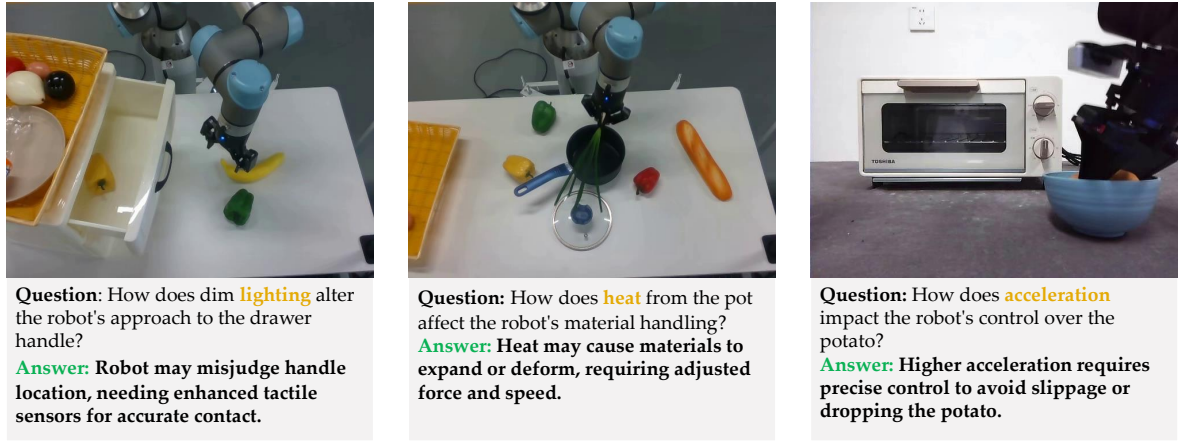 TOSHIBA
Question: How does dim lighting alter
the robot's approach to the drawer
handle?
Answer: Robot may misjudge handle
location, needing enhanced tactile
sensors for accurate contact.
Question: How does heat from the pot
affect the robot's material handling?
Answer: Heat may cause materials to
expand or deform, requiring adjusted
force and speed.
Question: How does acceleration
impact the robot's control over the
potato?
Answer: Higher acceleration requires
precise control to avoid slippage or
dropping the potato.